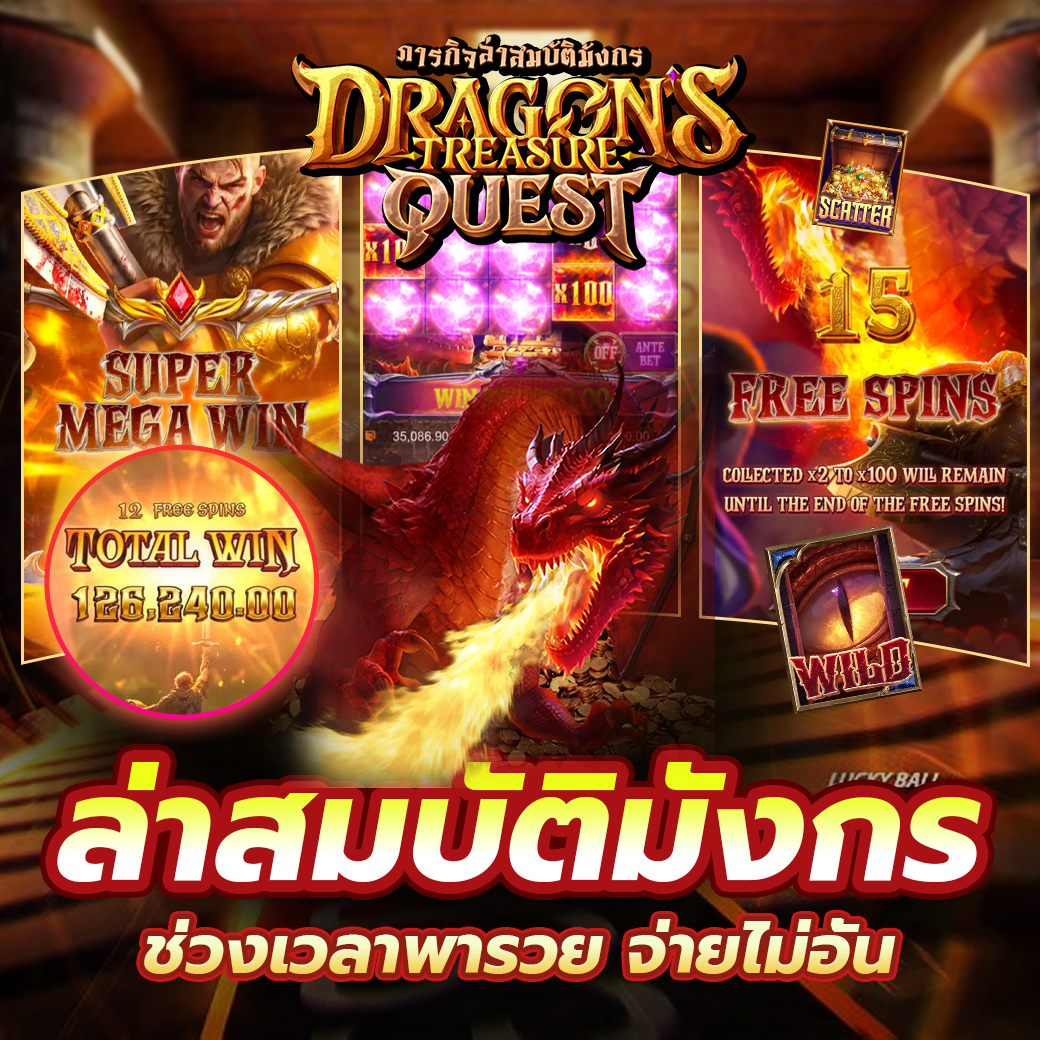 ภารกิจล่าสมบัติมังกร
DRAGON'S
TREASURE
QUEST
SCATTER
x10
x100
15
OFF
ANTE
BET
SUPER
MEGA WIN
WIN
FREE SPINS
35,086.90
COLLECTED x2 TO x100 WILL REMAIN
UNTIL THE END OF THE FREE SPINS!
12 FREE SPINS
TOTAL WIN
126,240.00
WILD
LUCKY BALL
ล่าสมบัติมังกร
ช่วงเวลาพารวย จ่ายไม่อั้น